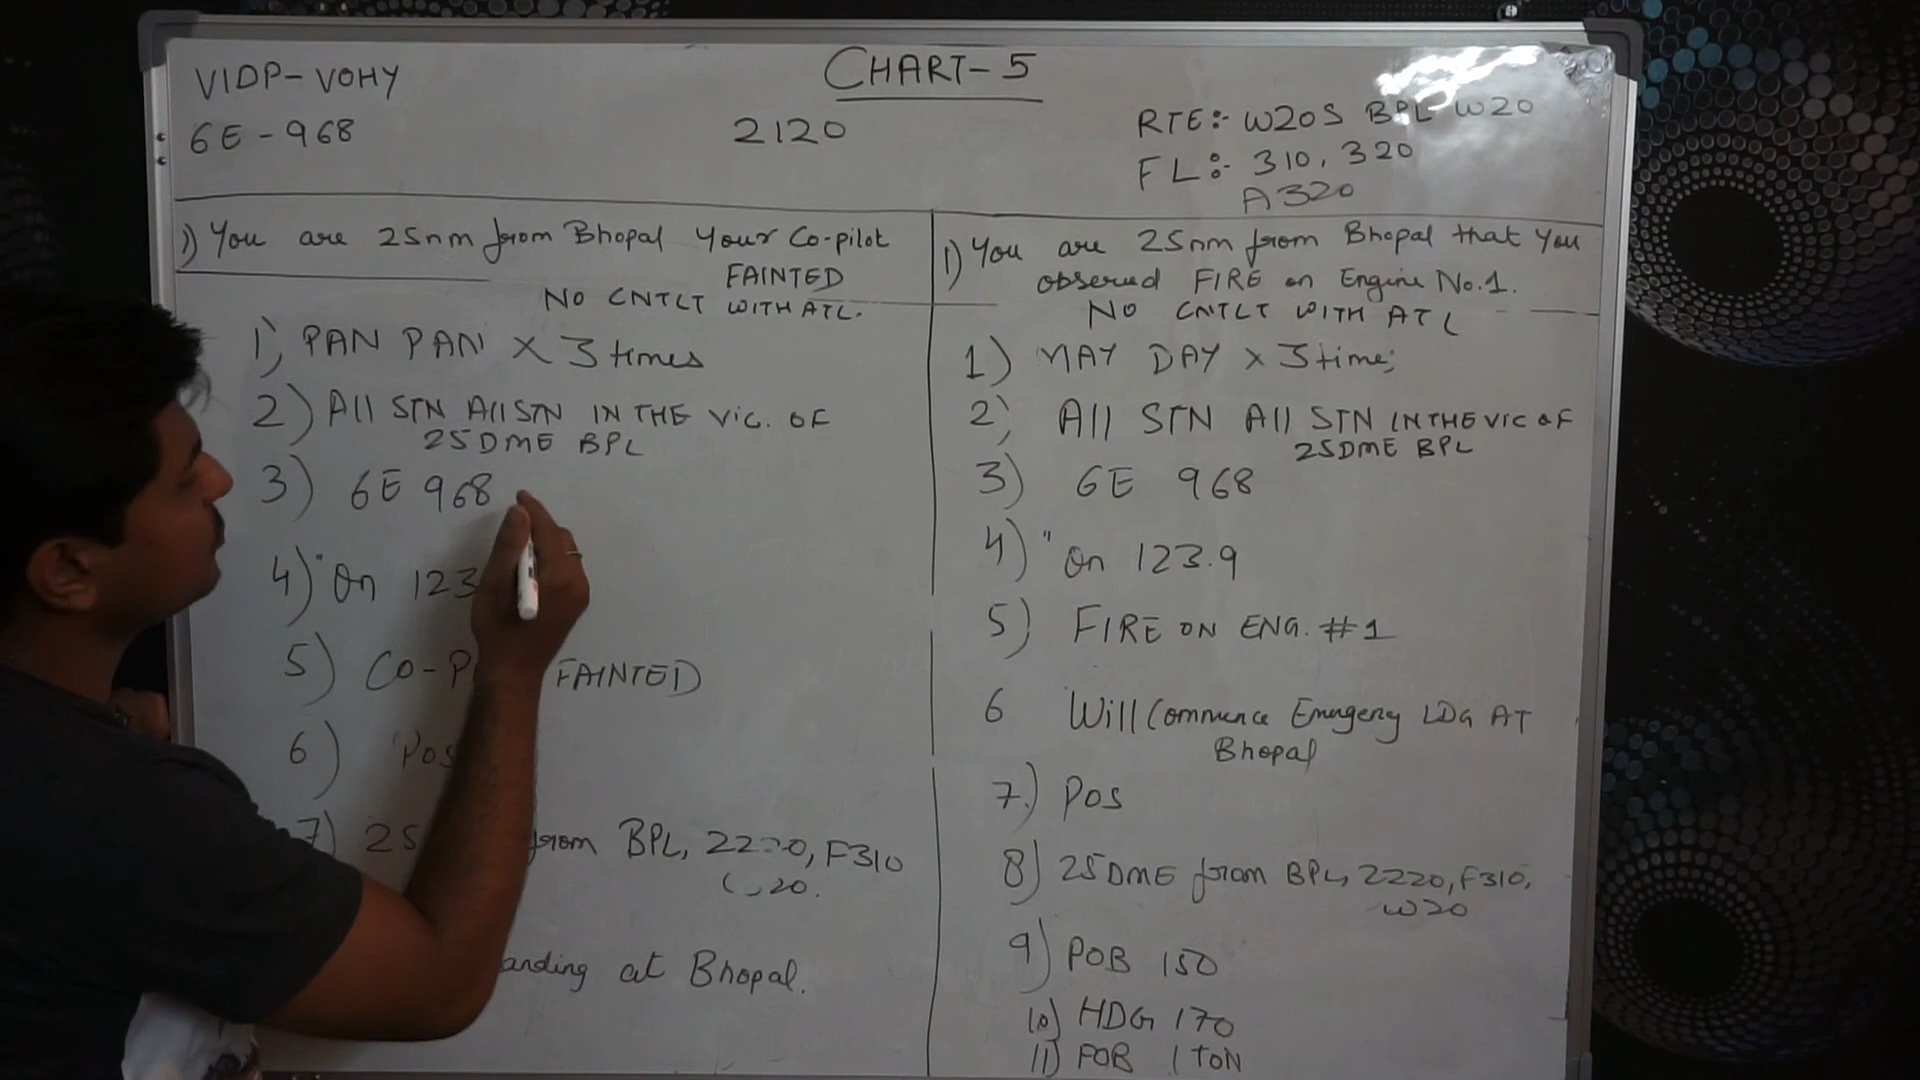 CHART-5
VIDP-VOHY
6E-968
2120
RTE:- W20S BPL W20
FL:- 310, 320
A320
1) You are 25nm from Bhopal Your Co-pilot
FAINTED
NO CNTCT WITH ATC.
1) PAN PAN X 3 times
2) All STN All STN IN THE VIC. OF
25DME BPL
3) 6E 968
4) "On 123
5) CO-P FAINTED
6) Pos
7) 25 from BPL, 2220, F310
20.
anding at Bhopal.
1) You are 25nm from Bhopal that you
observed FIRE on Engine No.1.
NO CNTCT WITH ATC
1) MAY DAY X 3 time;
2) All STN All STN IN THE VIC OF
25DME BPL
3) 6E 968
4) "On 123.9
5) FIRE ON ENG. #1
6 Will Commence Emergency LDG AT
Bhopal
7.) Pos
8) 25DME from BPL, 2220, F310,
W20
9) POB 150
10) HDG 170
11) FOB 1 TON